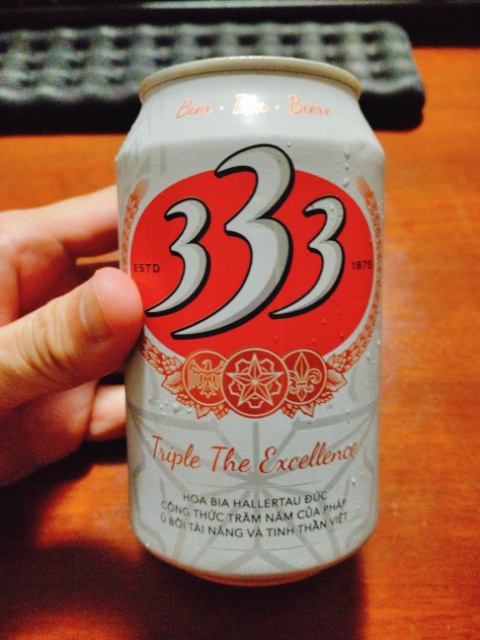 Bier · Bia · Bière
333
ESTD 1875
Triple The Excellence
HOA BIA HALLERTAU ĐỨC
CÔNG THỨC TRĂM NĂM CỦA PHÁP
Ủ BỞI TÀI NĂNG VÀ TINH THẦN VIỆT